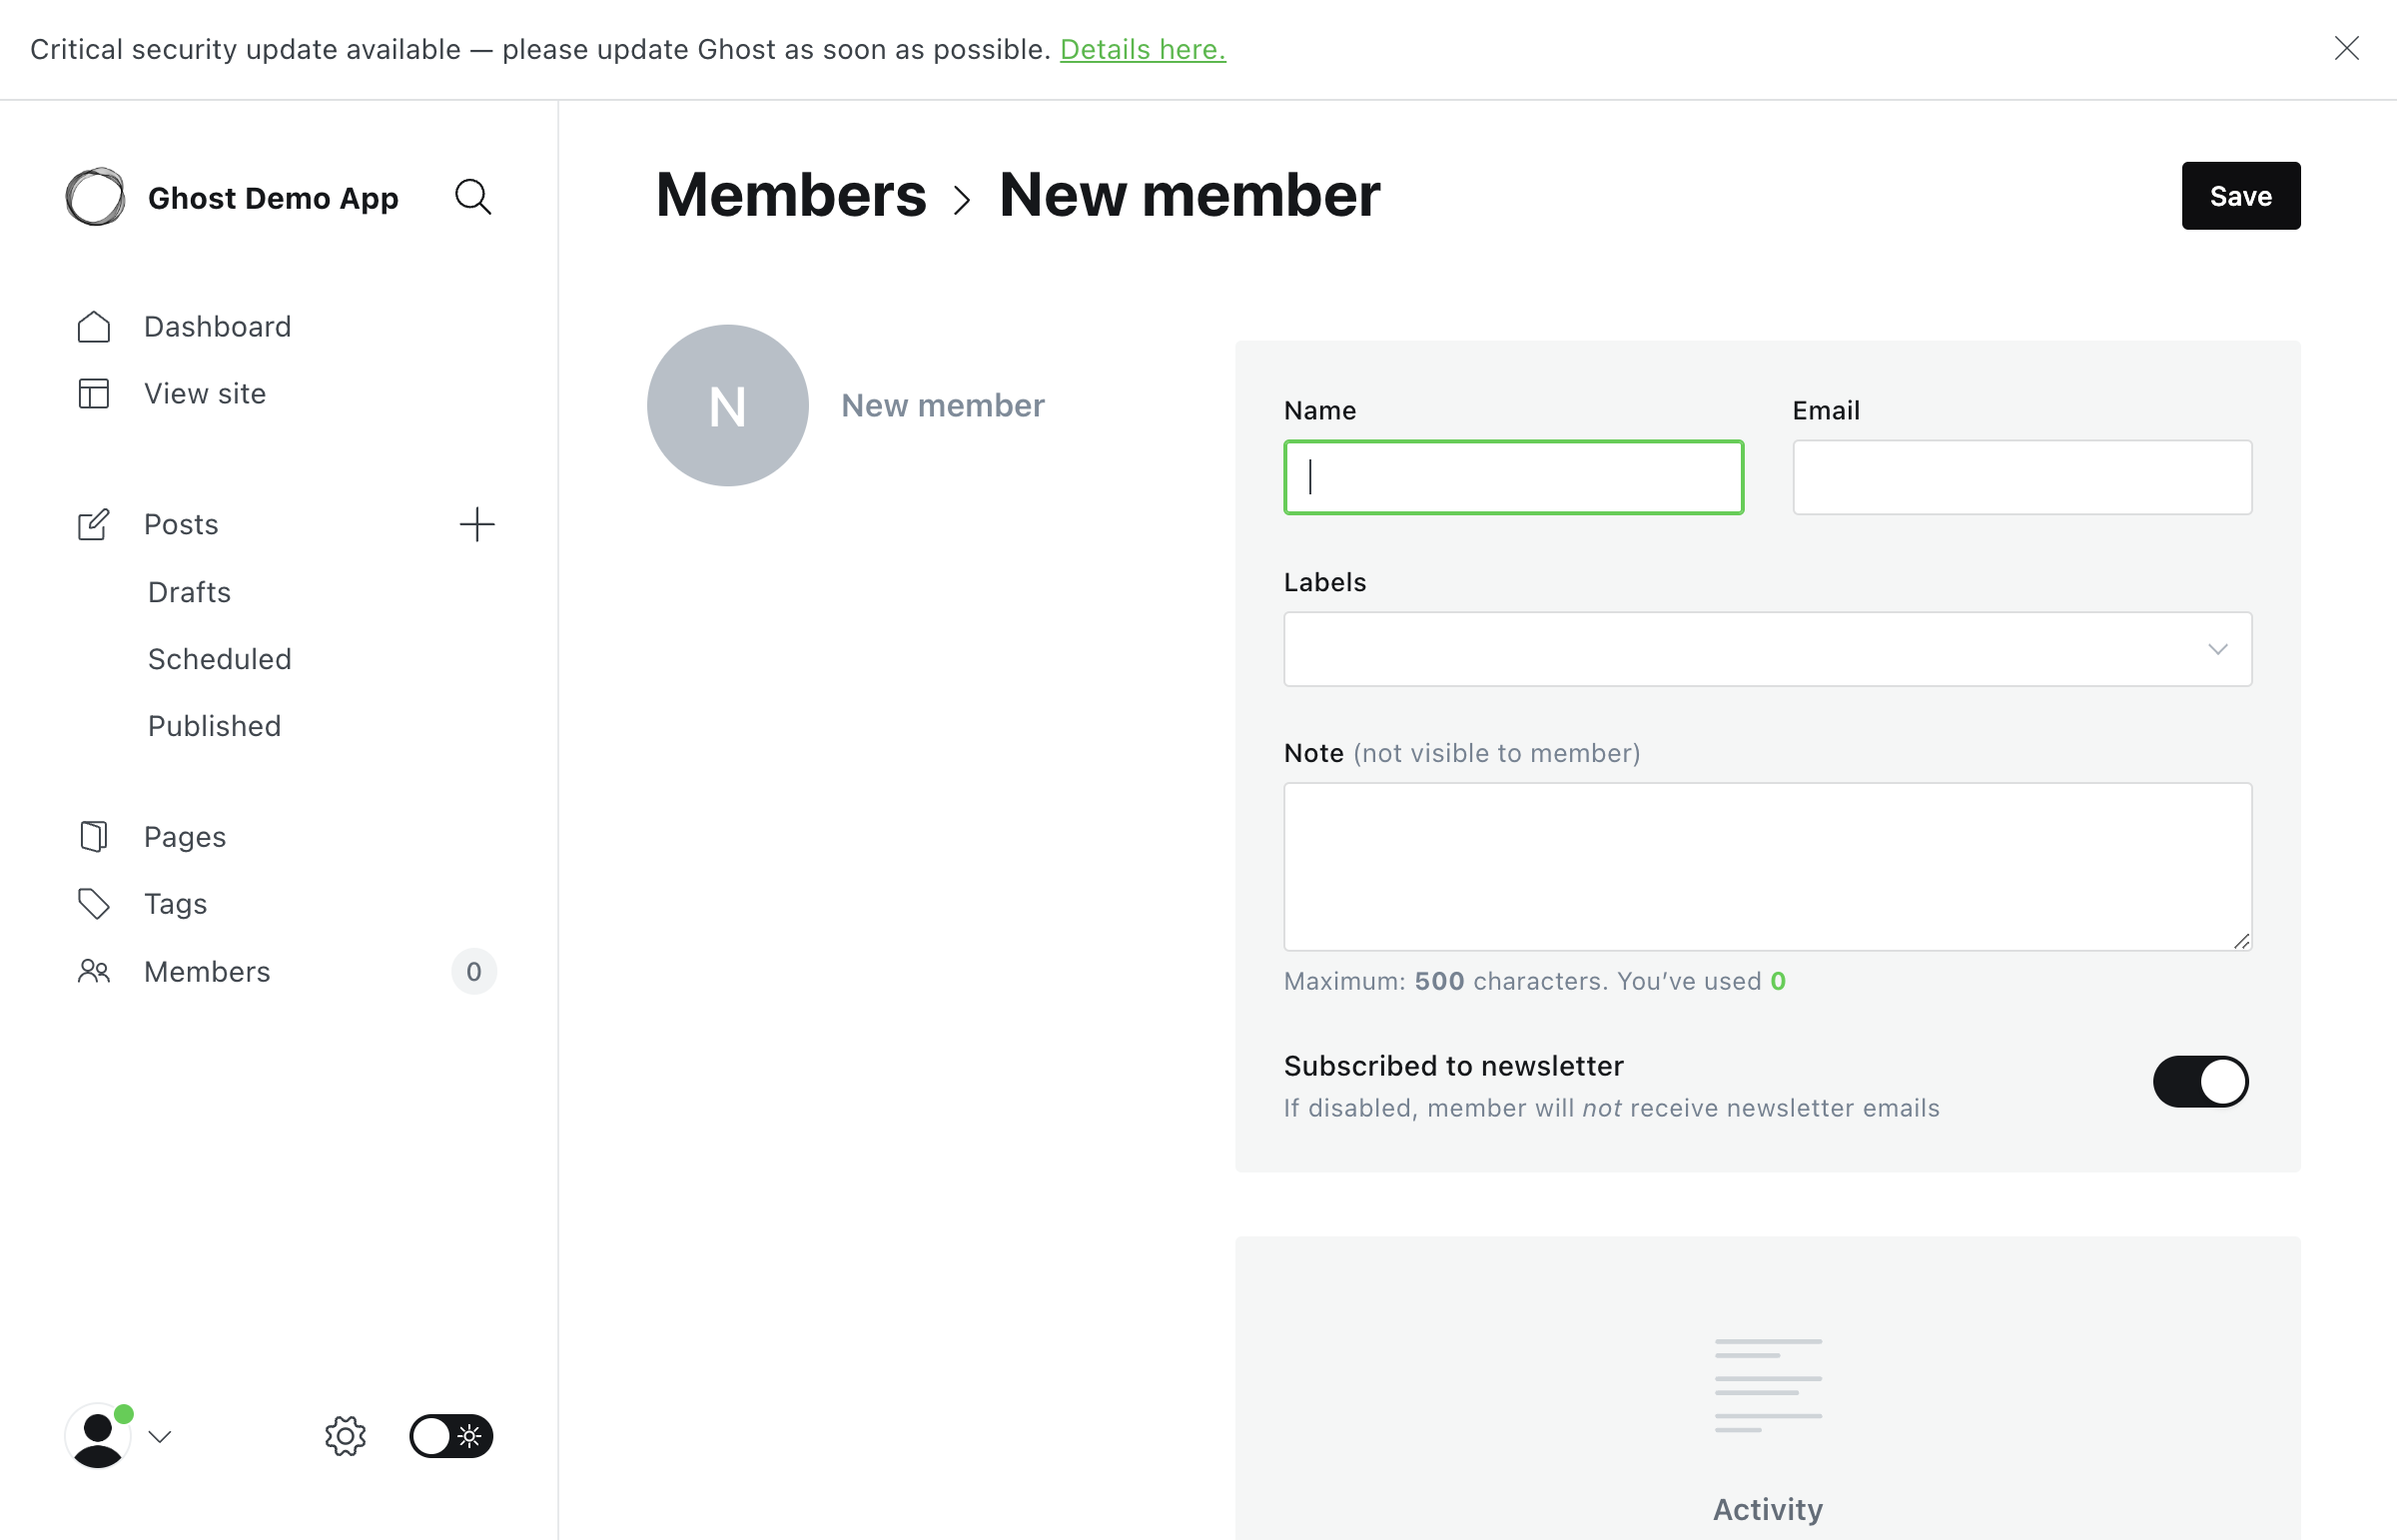 Critical security update available — please update Ghost as soon as possible. Details here.
Ghost Demo App
Dashboard
View site
Posts
Drafts
Scheduled
Published
Pages
Tags
Members 0
Members › New member
Save
N New member
Name
Email
Labels
Note (not visible to member)
Maximum: 500 characters. You’ve used 0
Subscribed to newsletter
If disabled, member will not receive newsletter emails
Activity